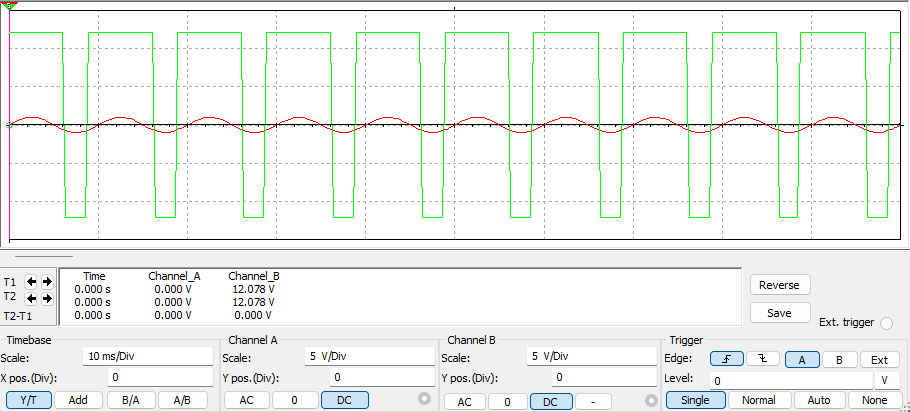 Time Channel_A Channel_B
T1 0.000 s 0.000 V 12.078 V
T2 0.000 s 0.000 V 12.078 V
T2-T1 0.000 s 0.000 V 0.000 V
Reverse
Save
Ext. trigger
Timebase Channel A Channel B Trigger
Scale: 10 ms/Div Scale: 5 V/Div Scale: 5 V/Div Edge: A B Ext
X pos.(Div): 0 Y pos.(Div): 0 Y pos.(Div): 0 Level: 0 V
Y/T Add B/A A/B AC 0 DC AC 0 DC - Single Normal Auto None